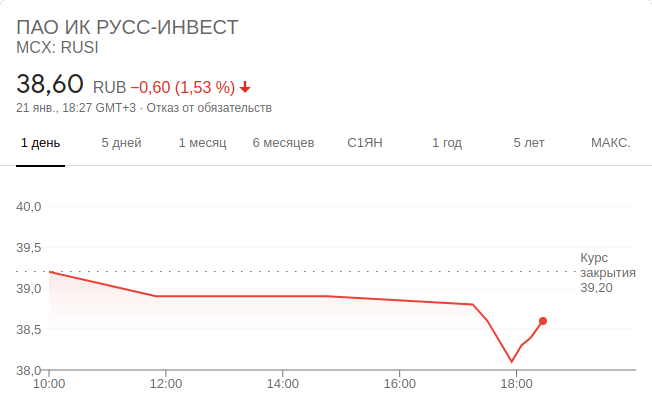 ПАО ИК РУСС-ИНВЕСТ
MCX: RUSI
38,60 RUB −0,60 (1,53 %)
21 янв., 18:27 GMT+3 · Отказ от обязательств
1 день 5 дней 1 месяц 6 месяцев С1ЯН 1 год 5 лет МАКС.
40,0
39,5
Курс
закрытия
39,20
39,0
38,5
38,0
10:00 12:00 14:00 16:00 18:00